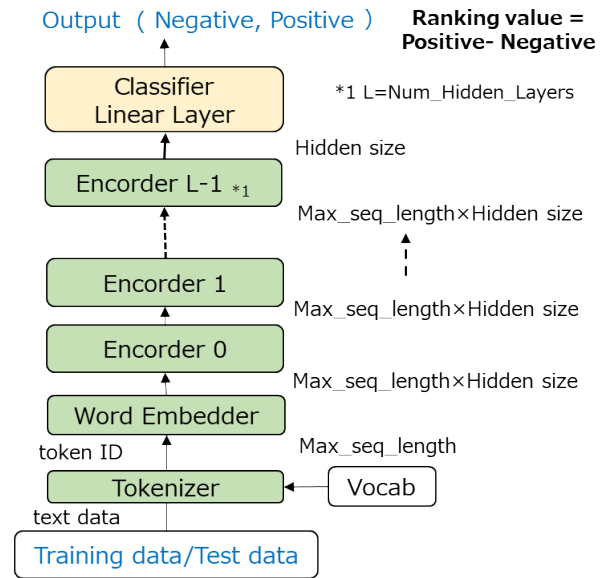 Output ( Negative, Positive )
Ranking value =
Positive- Negative
Classifier
Linear Layer
*1 L=Num_Hidden_Layers
Hidden size
Encorder L-1 *1
Max_seq_length×Hidden size
Encorder 1
Max_seq_length×Hidden size
Encorder 0
Max_seq_length×Hidden size
Word Embedder
token ID
Max_seq_length
Tokenizer
Vocab
text data
Training data/Test data